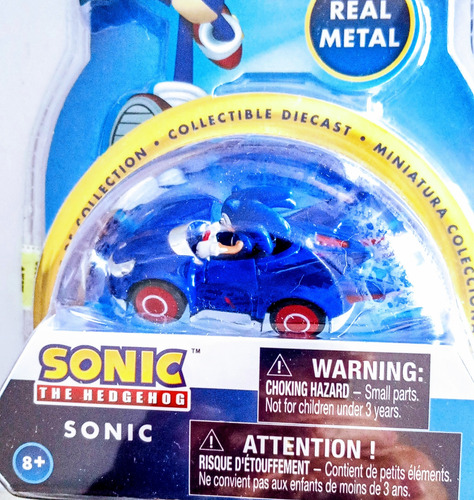 REAL
METAL
COLLECTION • COLLECTIBLE DIECAST • MINIATURA
SONIC™
THE HEDGEHOG
SONIC
8+
WARNING:
CHOKING HAZARD – Small parts.
Not for children under 3 years.
ATTENTION !
RISQUE D'ÉTOUFFEMENT – Contient de petits éléments.
Ne convient pas aux enfants de moins de 3 ans.